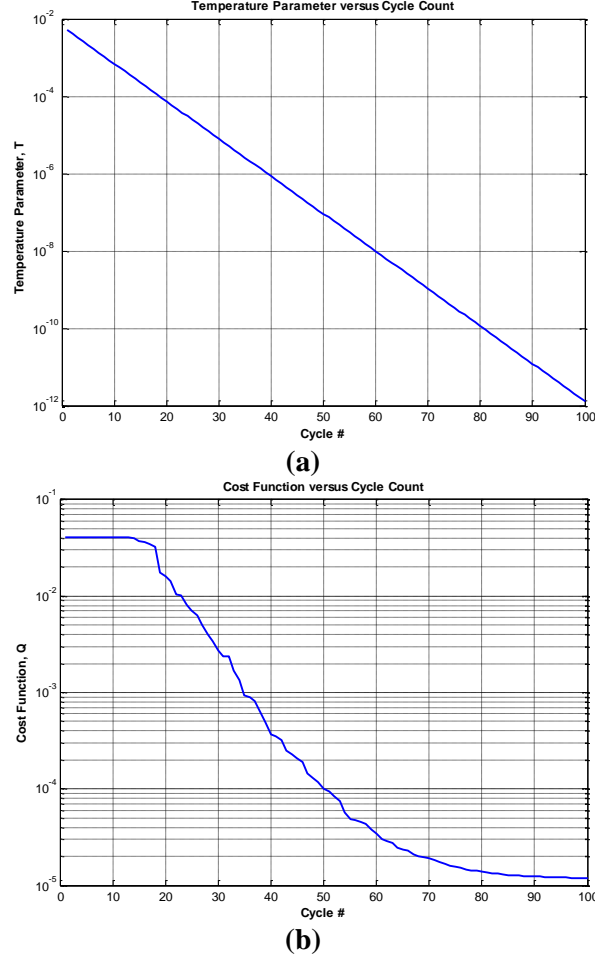 Temperature Parameter versus Cycle Count
10^-2
10^-4
10^-6
10^-8
10^-10
10^-12
Temperature Parameter, T
0 10 20 30 40 50 60 70 80 90 100
Cycle #
(a)
Cost Function versus Cycle Count
10^-1
10^-2
10^-3
10^-4
10^-5
Cost Function, Q
0 10 20 30 40 50 60 70 80 90 100
Cycle #
(b)